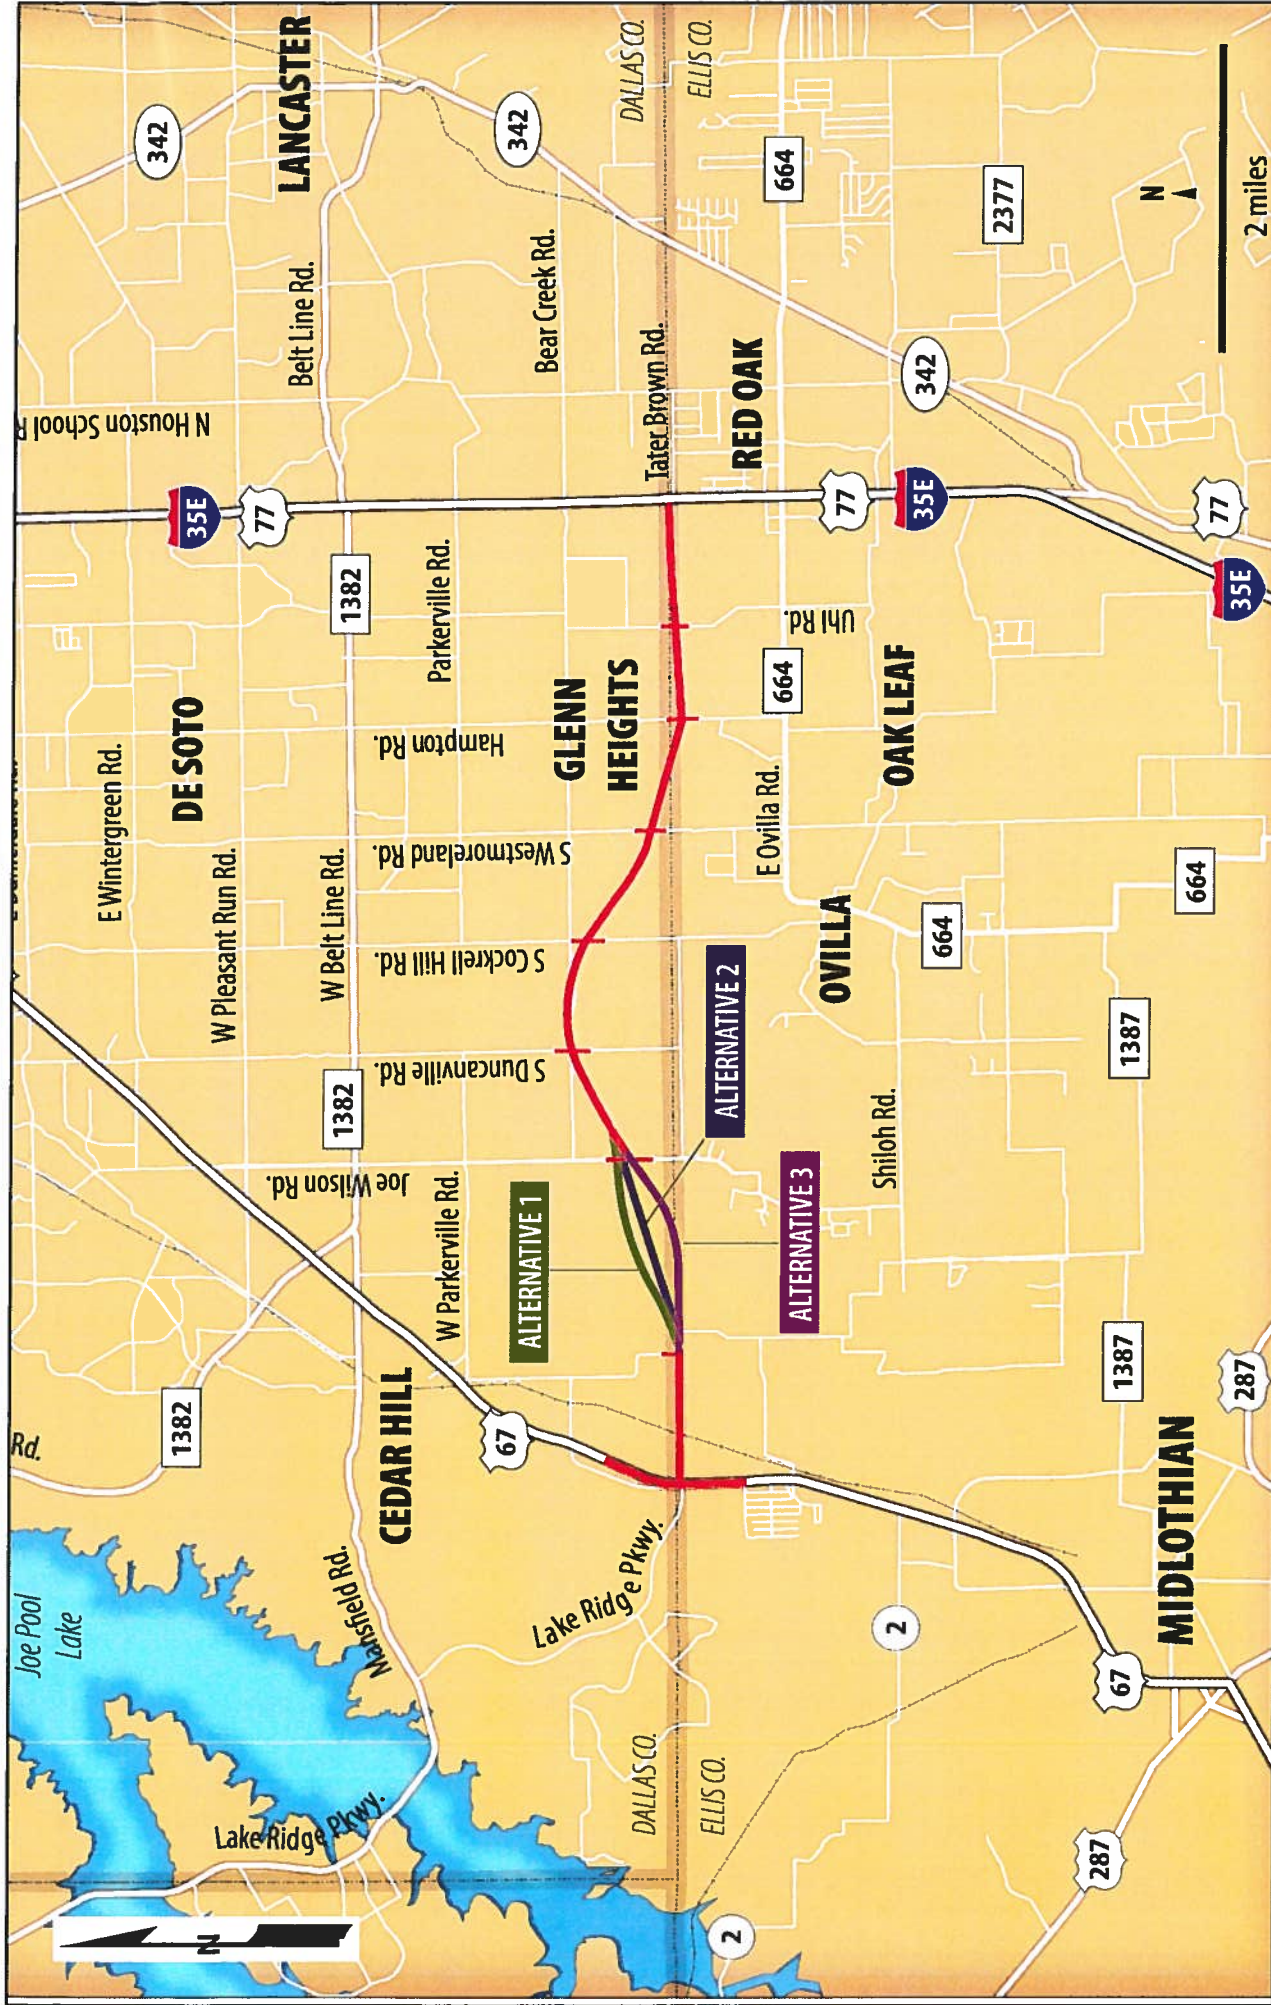 Joe Pool
Lake
Rd.
1382
E Wintergreen Rd.
DE SOTO
35E
77
342
LANCASTER
N Houston School R
W Pleasant Run Rd.
Belt Line Rd.
Lake Ridge Pkwy.
Mansfield Rd.
CEDAR HILL
Joe Wilson Rd.
1382
W Belt Line Rd.
1382
67
W Parkerville Rd.
S Duncanville Rd.
S Cockrell Hill Rd.
S Westmoreland Rd.
Hampton Rd.
Parkerville Rd.
Bear Creek Rd.
342
GLENN
HEIGHTS
ALTERNATIVE 1
Lake Ridge Pkwy.
DALLAS CO.
ELLIS CO.
DALLAS CO.
ELLIS CO.
Tater Brown Rd.
ALTERNATIVE 2
ALTERNATIVE 3
E Ovilla Rd.
664
Uhl Rd.
RED OAK
664
2
2
OVILLA
OAK LEAF
77
35E
342
2377
Shiloh Rd.
664
664
1387
1387
67
MIDLOTHIAN
287
287
35E
77
N
N
2 miles